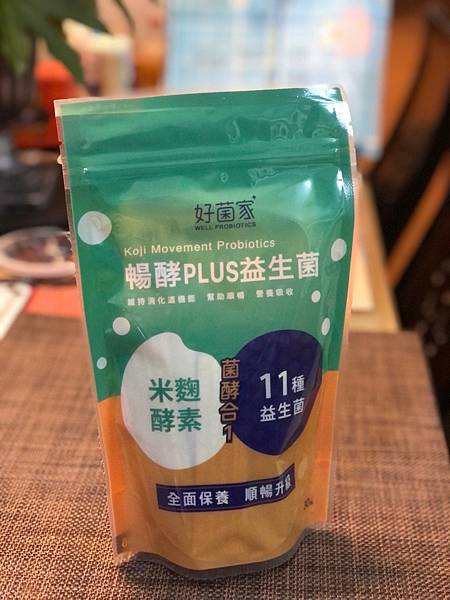 好菌家
WELL PROBIOTICS
Koji Movement Probiotics
暢酵PLUS益生菌
維持消化道機能 幫助順暢 營養吸收
米麴
酵素
菌酵合1
11種
益生菌
全面保養 順暢升級